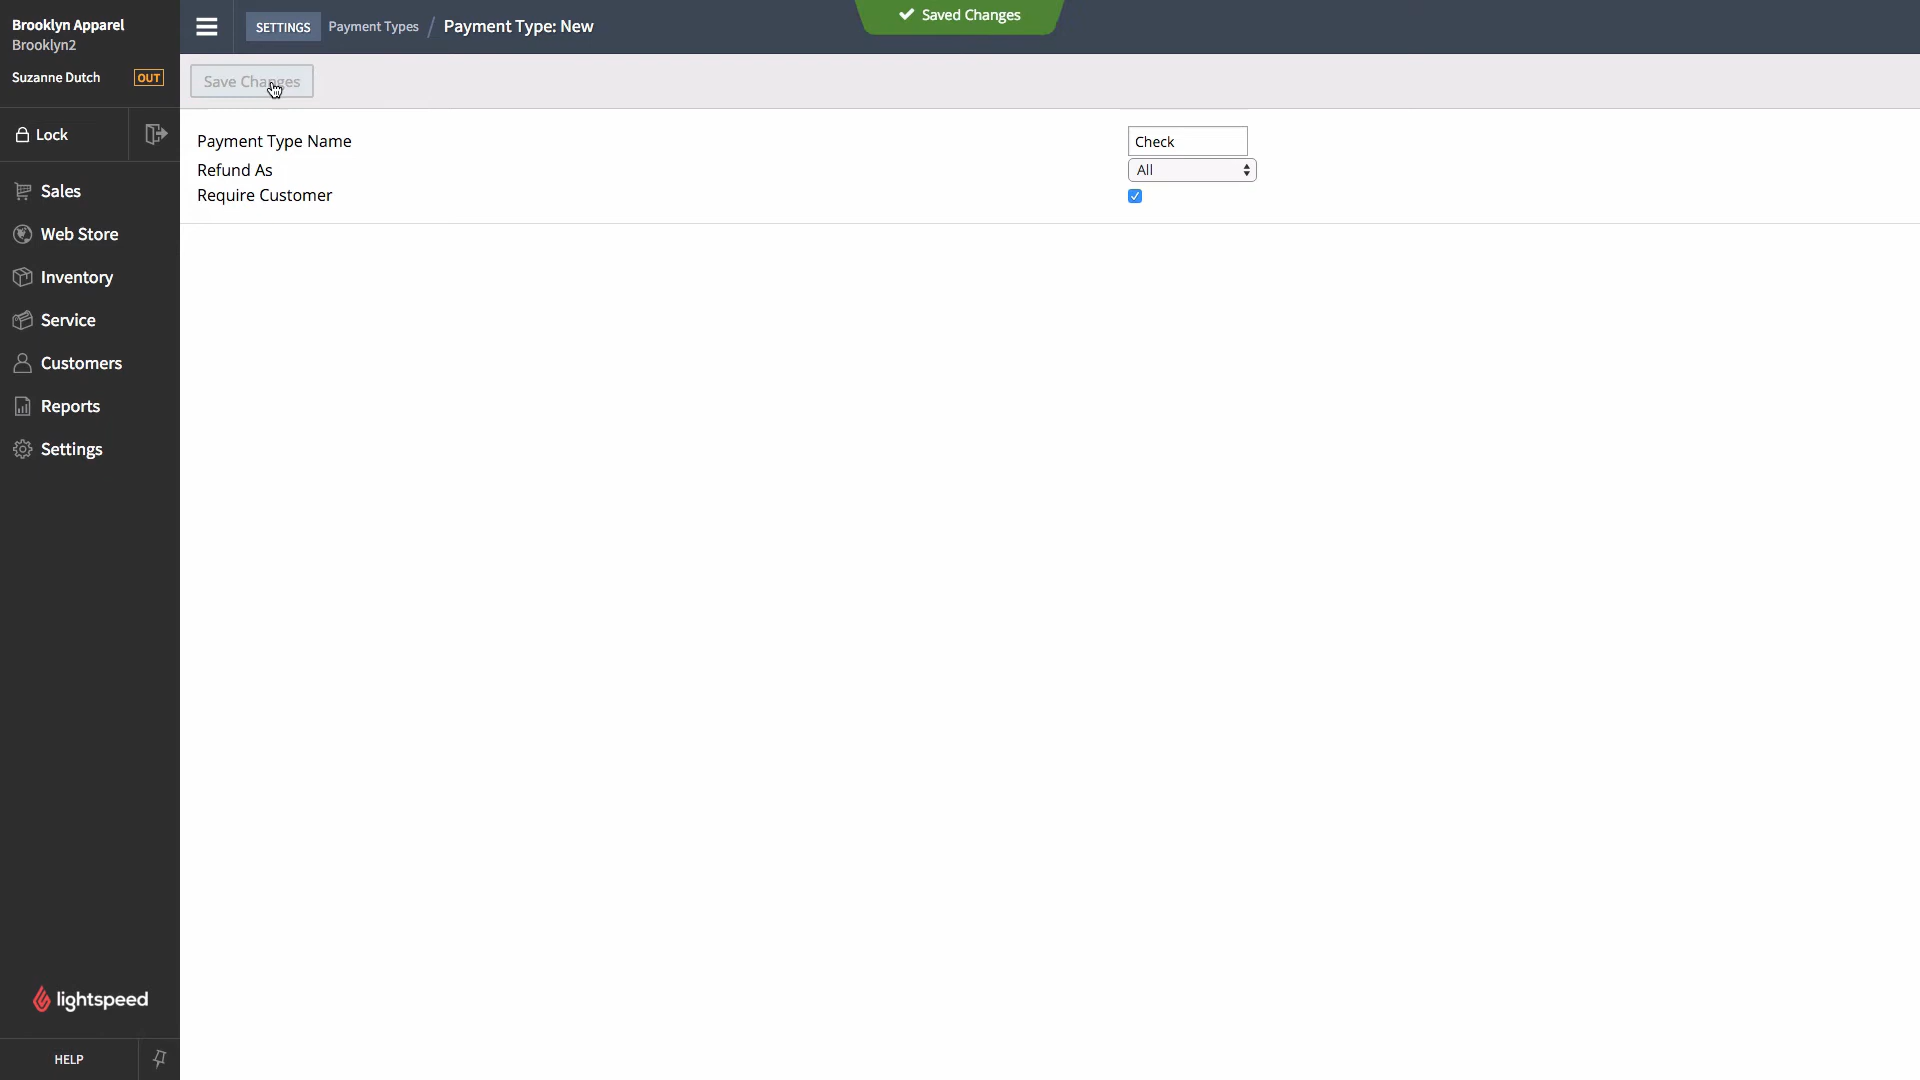 Brooklyn Apparel
Brooklyn2
Suzanne Dutch OUT
Lock
Sales
Web Store
Inventory
Service
Customers
Reports
Settings
lightspeed
HELP
SETTINGS Payment Types / Payment Type: New
Saved Changes
Save Changes
Payment Type Name Check
Refund As All
Require Customer